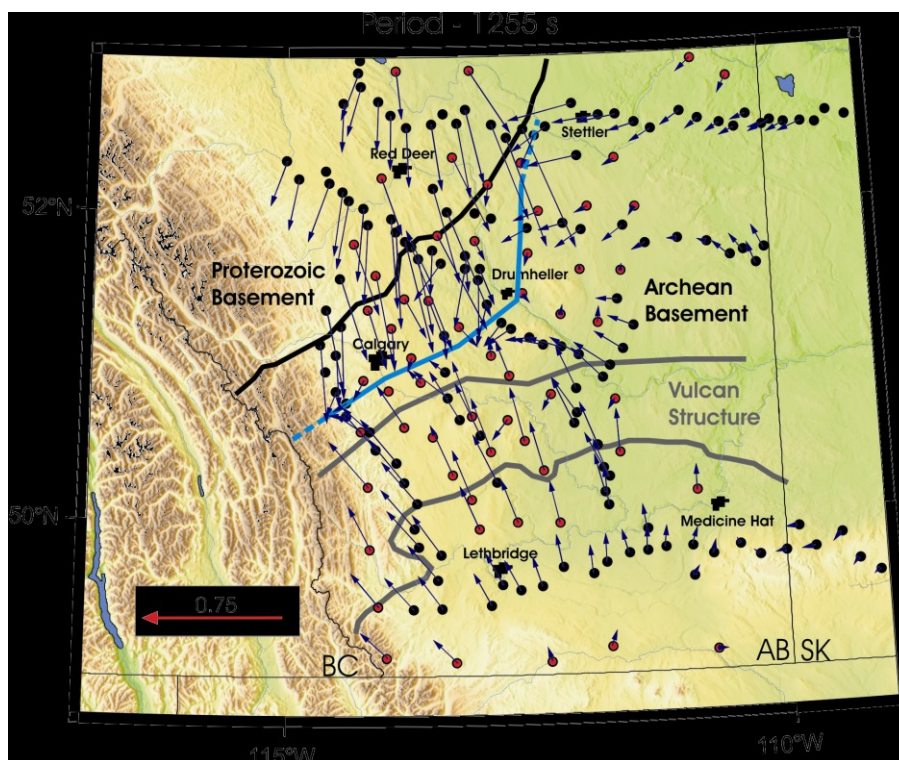 Period - 1255 s
Stettler
Red Deer
52°N
Proterozoic
Basement
Drumheller
Archean
Basement
Calgary
Vulcan
Structure
50°N
Medicine Hat
Lethbridge
0.75
BC
AB
SK
115°W
110°W